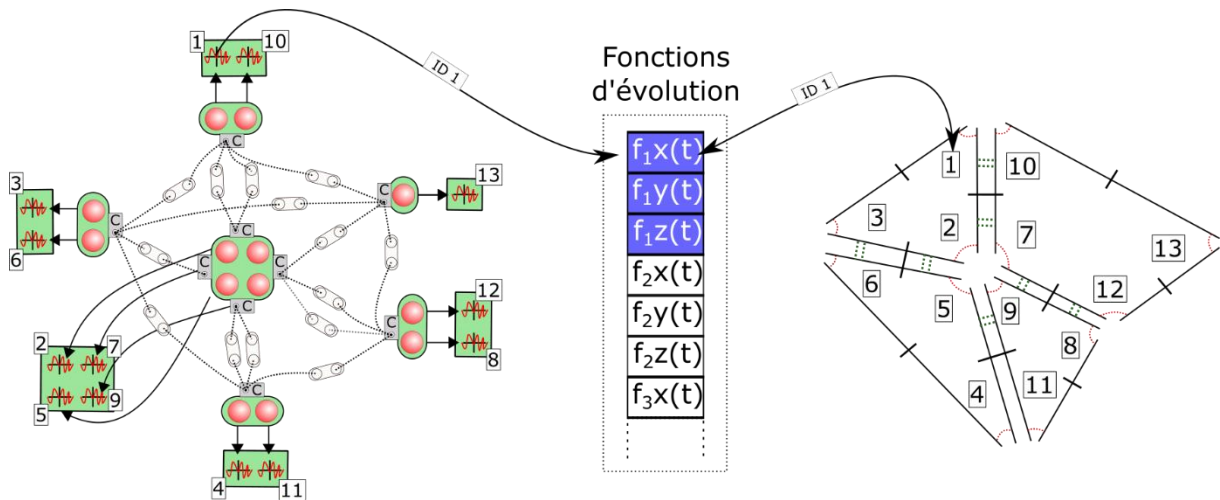 1
10
C
3
6
C
C
13
C
C
C
C
12
8
C
2
7
5
9
C
4
11
ID 1
Fonctions
d'évolution
f₁x(t)
f₁y(t)
f₁z(t)
f₂x(t)
f₂y(t)
f₂z(t)
f₃x(t)
ID 1
1
10
3
2
7
13
6
5
9
12
8
4
11